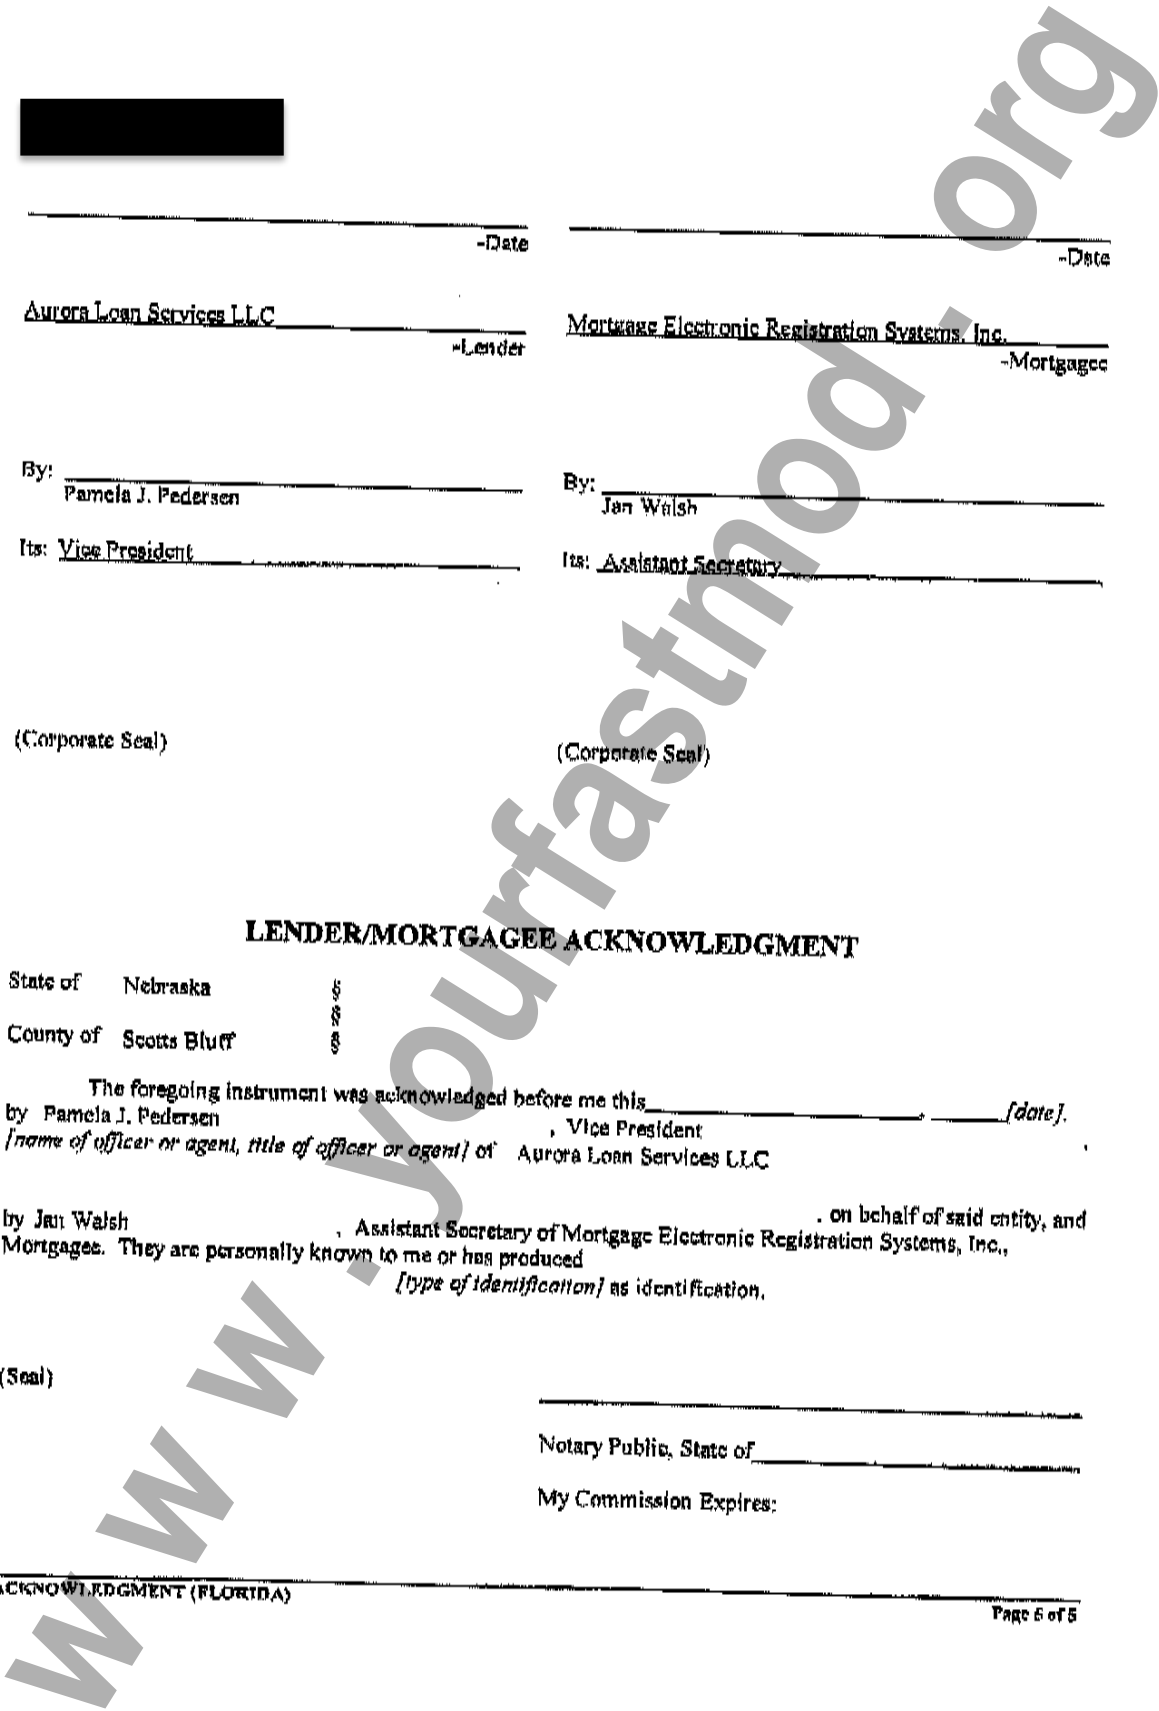 -Date
-Date
Aurora Loan Services LLC
-Lender
Mortgage Electronic Registration Systems, Inc.
-Mortgagee
By:
Pamela J. Pedersen
By:
Jan Walsh
Its: Vice President
Its: Assistant Secretary
(Corporate Seal)
(Corporate Seal)
LENDER/MORTGAGEE ACKNOWLEDGMENT
State of Nebraska §
§
County of Scotts Bluff §
The foregoing instrument was acknowledged before me this , [date].
by Pamela J. Pedersen , Vice President
[name of officer or agent, title of officer or agent] of Aurora Loan Services LLC ,
. on behalf of said entity, and
by Jan Walsh , Assistant Secretary of Mortgage Electronic Registration Systems, Inc.,
Mortgagee. They are personally known to me or has produced
[type of identification] as identification.
(Seal)
Notary Public, State of
My Commission Expires:
ACKNOWLEDGMENT (FLORIDA)
Page 5 of 5
www.yourfastmod.org